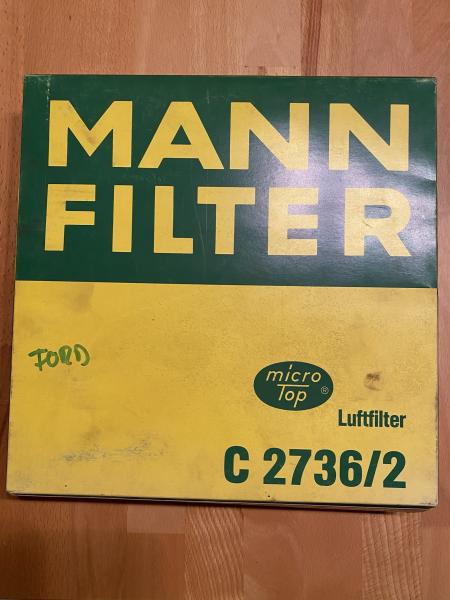 MANN
FILTER
FORD
micro
Top ®
Luftfilter
C 2736/2